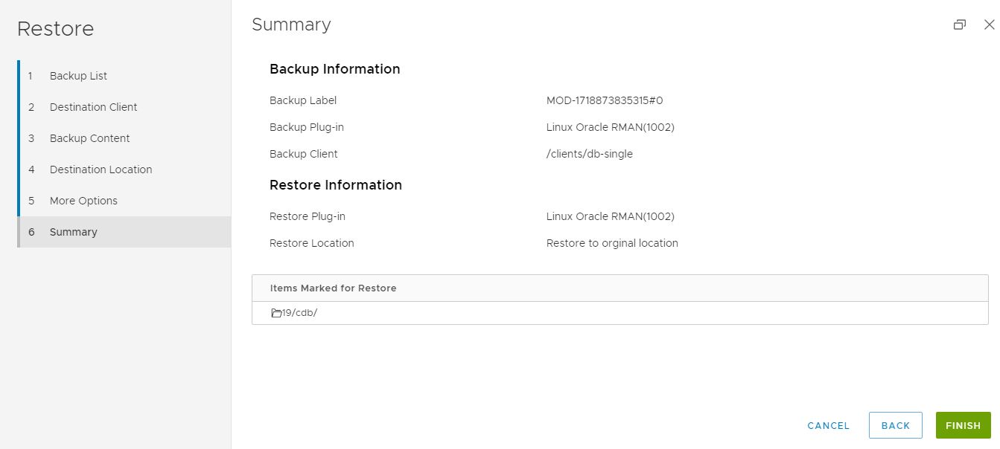 Restore
1 Backup List
2 Destination Client
3 Backup Content
4 Destination Location
5 More Options
6 Summary
Summary
Backup Information
Backup Label MOD-1718873835315#0
Backup Plug-in Linux Oracle RMAN(1002)
Backup Client /clients/db-single
Restore Information
Restore Plug-in Linux Oracle RMAN(1002)
Restore Location Restore to orginal location
Items Marked for Restore
19/cdb/
CANCEL BACK FINISH